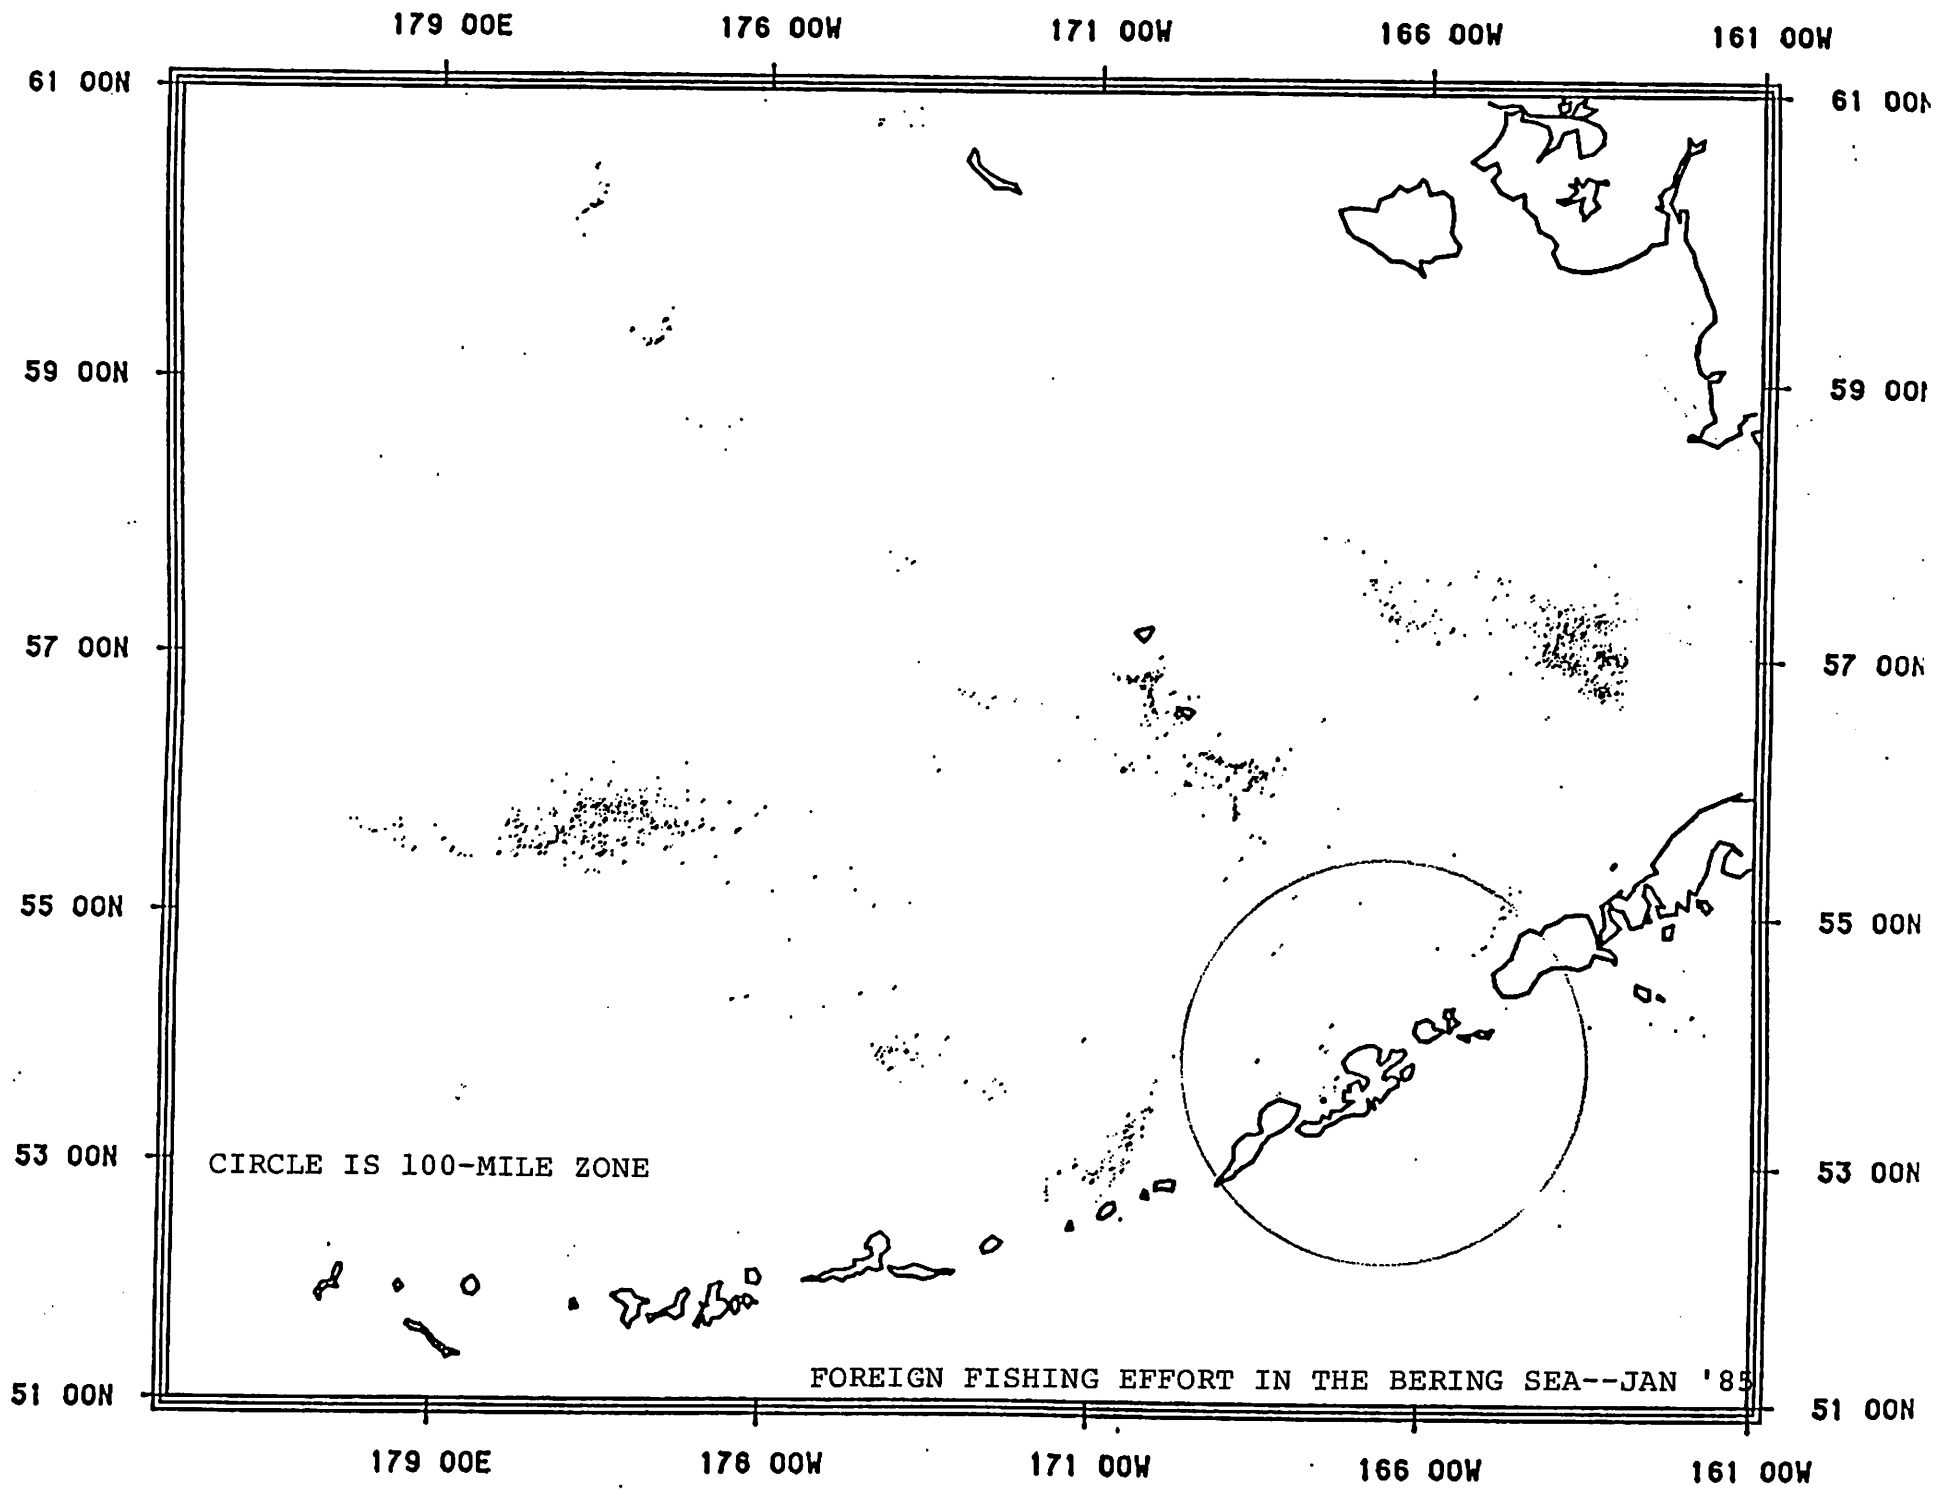 179 00E 176 00W 171 00W 166 00W 161 00W
61 00N 61 00N
59 00N 59 00N
57 00N 57 00N
55 00N 55 00N
53 00N 53 00N
CIRCLE IS 100-MILE ZONE
FOREIGN FISHING EFFORT IN THE BERING SEA--JAN '85
51 00N 51 00N
179 00E 176 00W 171 00W 166 00W 161 00W